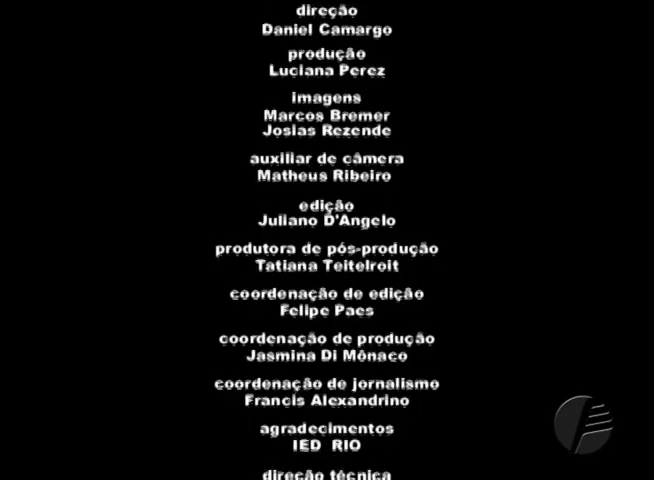 direção
Daniel Camargo
produção
Luciana Perez
imagens
Marcos Bremer
Josias Rezende
auxiliar de câmera
Matheus Ribeiro
edição
Juliano D'Angelo
produtora de pós-produção
Tatiana Teitelroit
coordenação de edição
Felipe Paes
coordenação de produção
Jasmina Di Mônaco
coordenação de jornalismo
Francis Alexandrino
agradecimentos
IED RIO
direção técnica